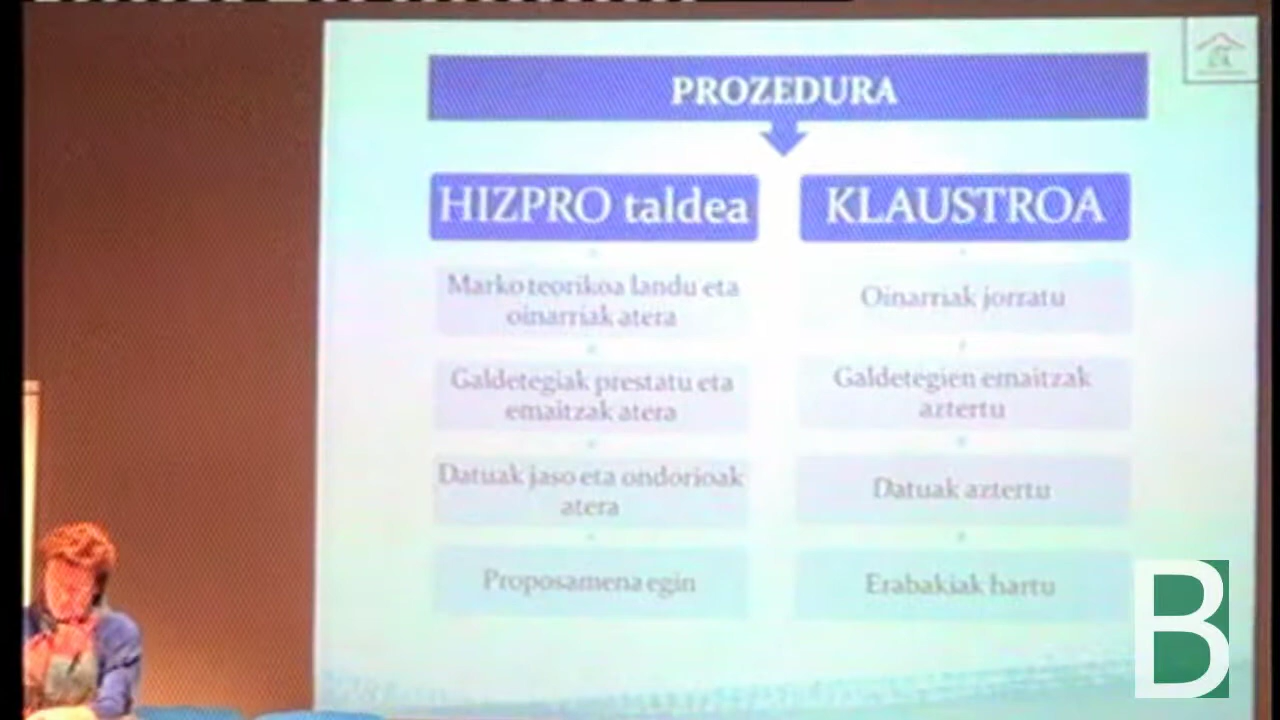 PROZEDURA
HIZPRO taldea
Marko teorikoa landu eta
oinarriak atera
Galdetegiak prestatu eta
emaitzak atera
Datuak jaso eta ondorioak
atera
Proposamena egin
KLAUSTROA
Oinarriak jorratu
Galdetegien emaitzak
aztertu
Datuak aztertu
Erabakiak hartu
B